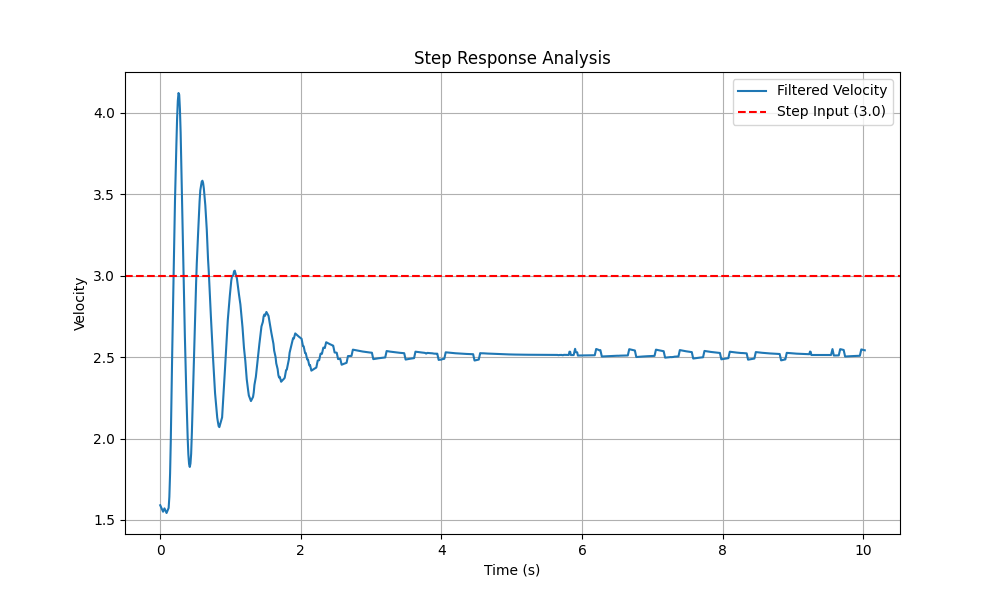 Step Response Analysis
Filtered Velocity
Step Input (3.0)
Velocity
4.0
3.5
3.0
2.5
2.0
1.5
0 2 4 6 8 10
Time (s)